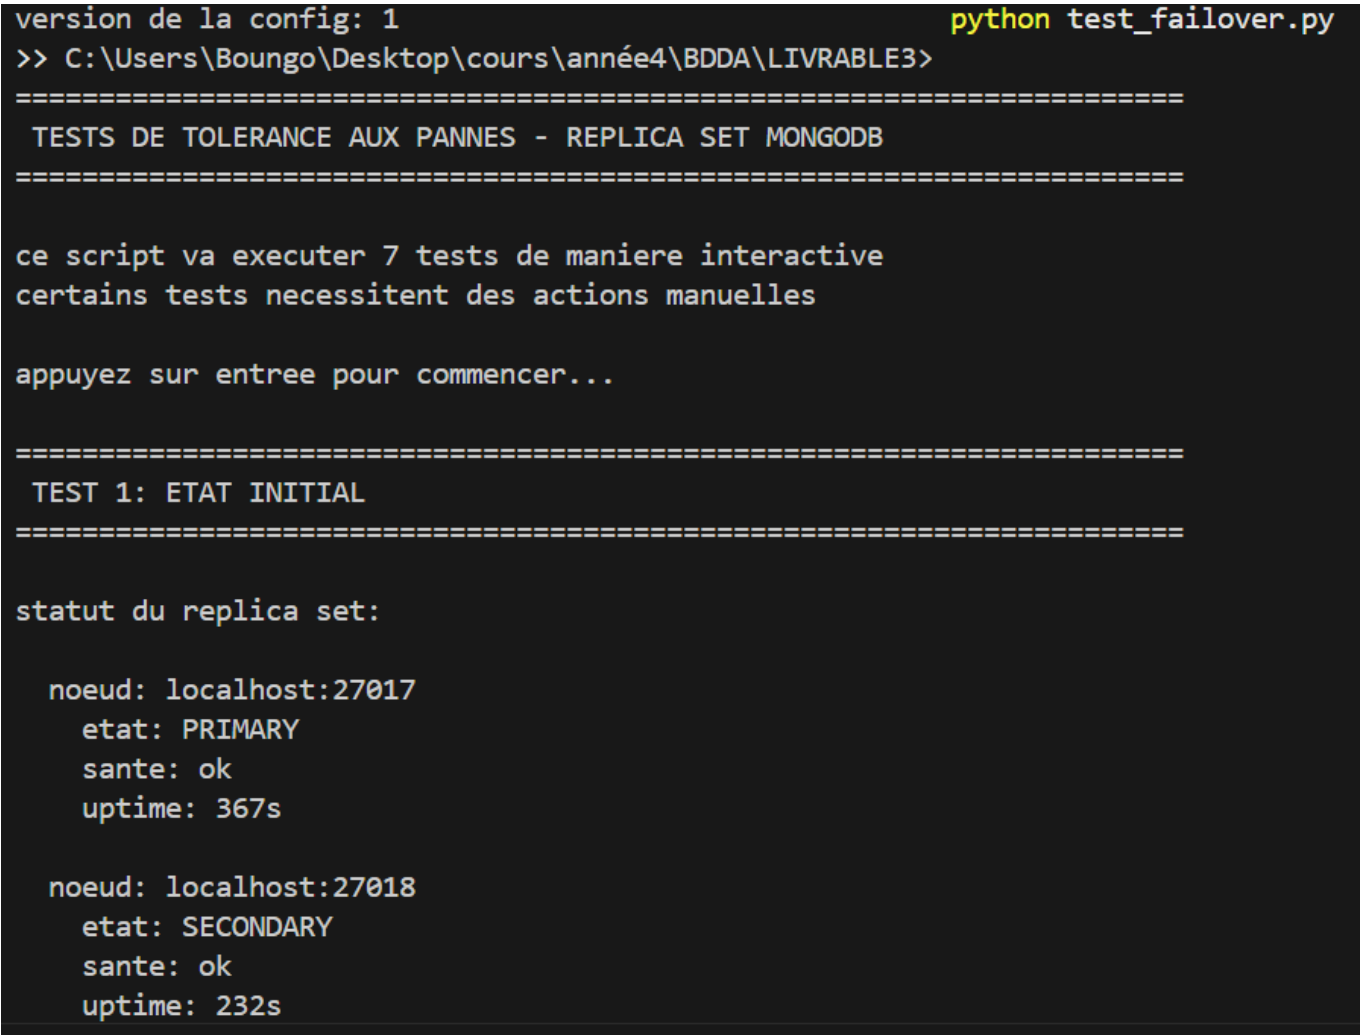 version de la config: 1 python test_failover.py
>> C:\Users\Boungo\Desktop\cours\année4\BDDA\LIVRABLE3>
======================================================================
TESTS DE TOLERANCE AUX PANNES - REPLICA SET MONGODB
======================================================================
ce script va executer 7 tests de maniere interactive
certains tests necessitent des actions manuelles
appuyez sur entree pour commencer...
======================================================================
TEST 1: ETAT INITIAL
======================================================================
statut du replica set:
noeud: localhost:27017
etat: PRIMARY
sante: ok
uptime: 367s
noeud: localhost:27018
etat: SECONDARY
sante: ok
uptime: 232s